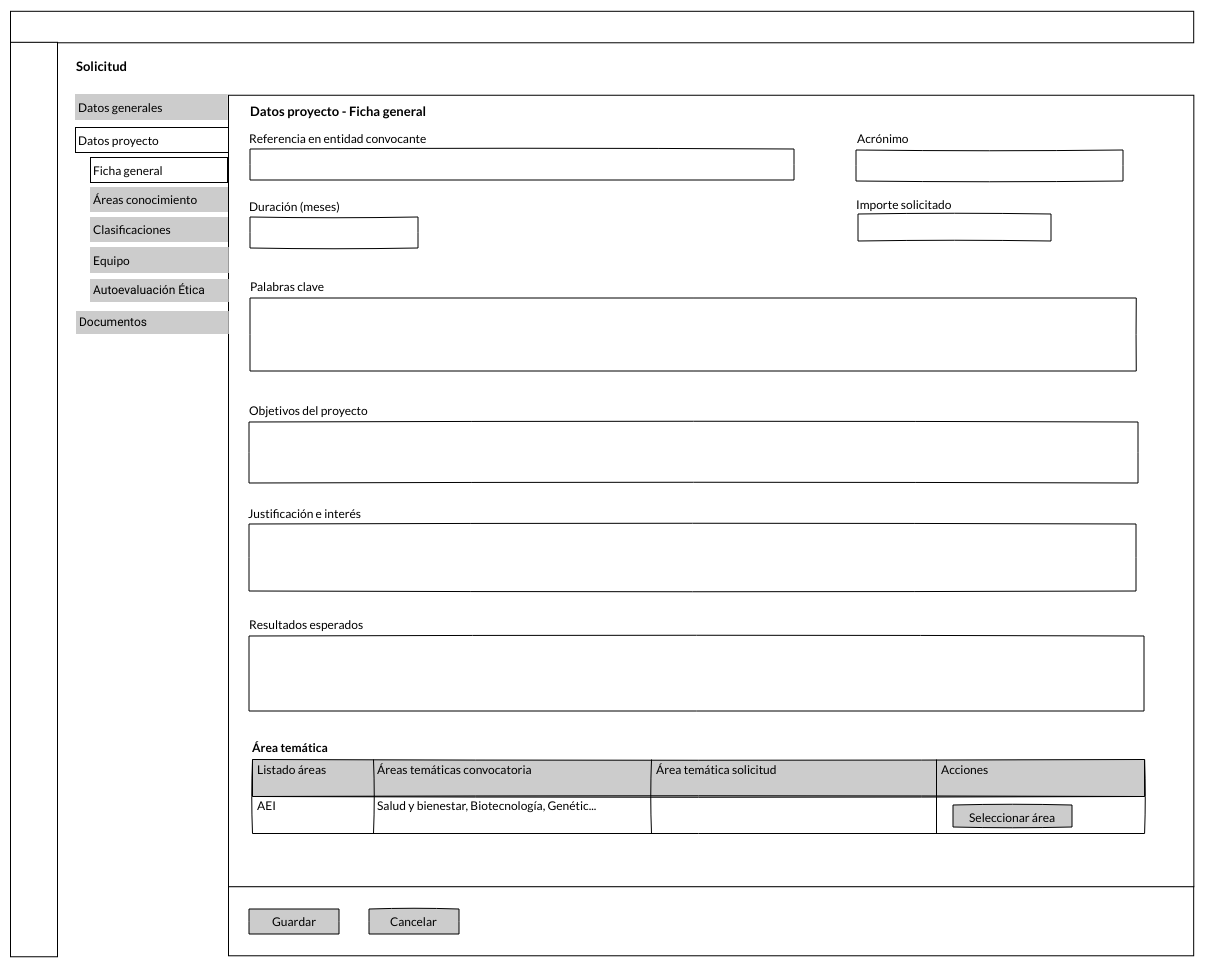 Solicitud
Datos generales
Datos proyecto
Ficha general
Áreas conocimiento
Clasificaciones
Equipo
Autoevaluación Ética
Documentos
Datos proyecto - Ficha general
Referencia en entidad convocante
Acrónimo
Duración (meses)
Importe solicitado
Palabras clave
Objetivos del proyecto
Justificación e interés
Resultados esperados
Área temática
Listado áreas
Áreas temáticas convocatoria
Área temática solicitud
Acciones
AEI
Salud y bienestar, Biotecnología, Genétic...
Seleccionar área
Guardar
Cancelar